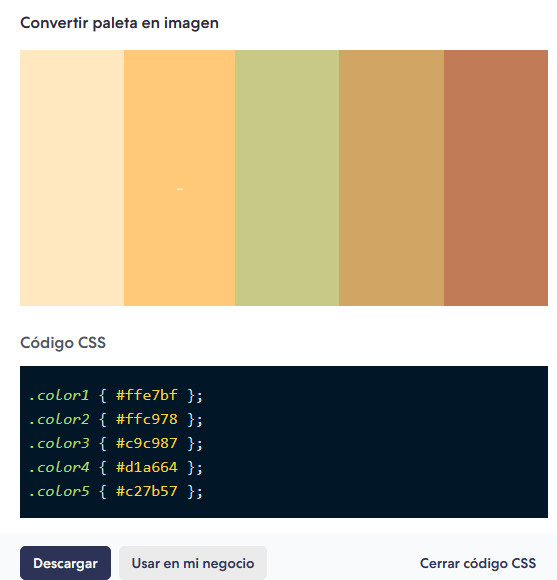 Convertir paleta en imagen
Código CSS
.color1 { #ffe7bf };
.color2 { #ffc978 };
.color3 { #c9c987 };
.color4 { #d1a664 };
.color5 { #c27b57 };
Descargar Usar en mi negocio Cerrar código CSS